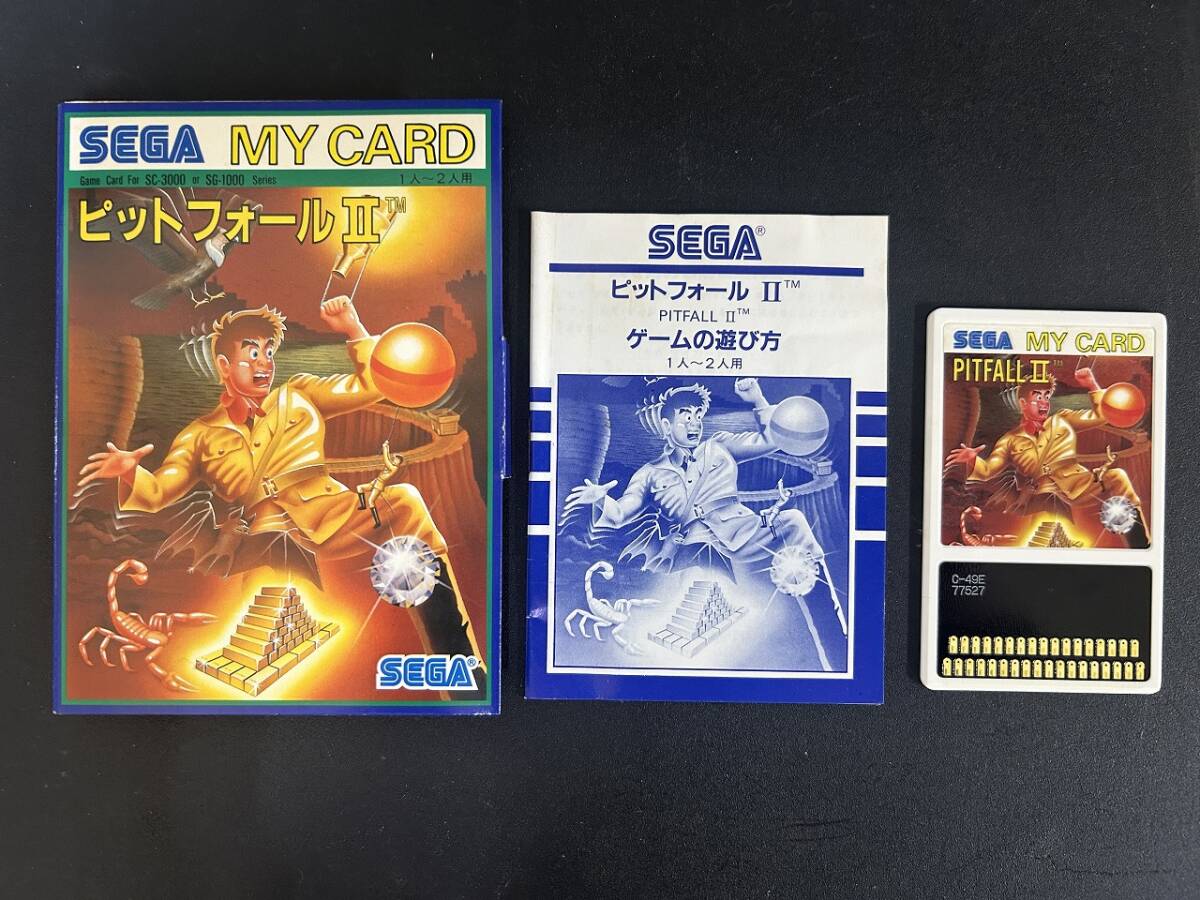 SEGA MY CARD
Game Card For SC-3000 or SG-1000 Series 1人~2人用
ピットフォールII™
SEGA®
SEGA®
ピットフォール II™
PITFALL II™
ゲームの遊び方
1人~2人用
SEGA MY CARD
PITFALL II™
C-49E
77527